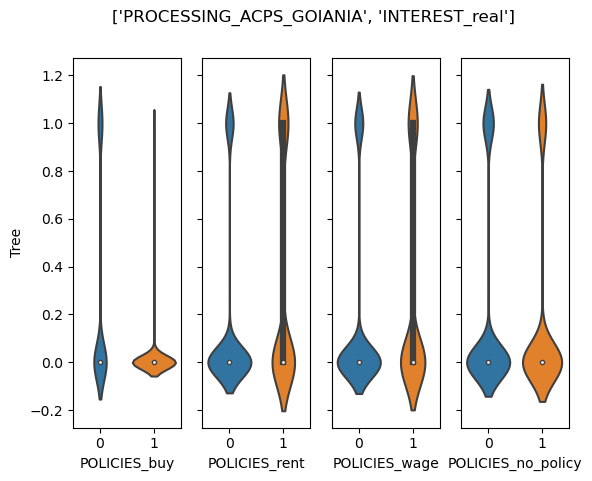 ['PROCESSING_ACPS_GOIANIA', 'INTEREST_real']
Tree
1.2
1.0
0.8
0.6
0.4
0.2
0.0
−0.2
0 1 0 1 0 1 0 1
POLICIES_buy POLICIES_rent POLICIES_wage POLICIES_no_policy